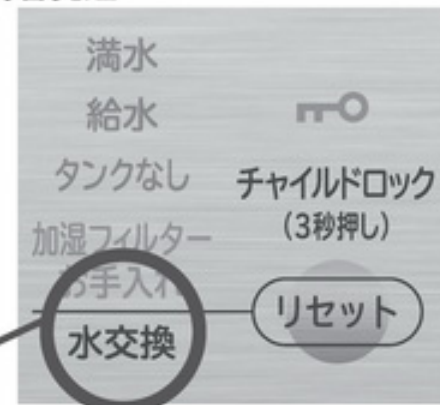 満水
給水
タンクなし
加湿フィルター
お手入れ
水交換
チャイルドロック
(3秒押し)
リセット